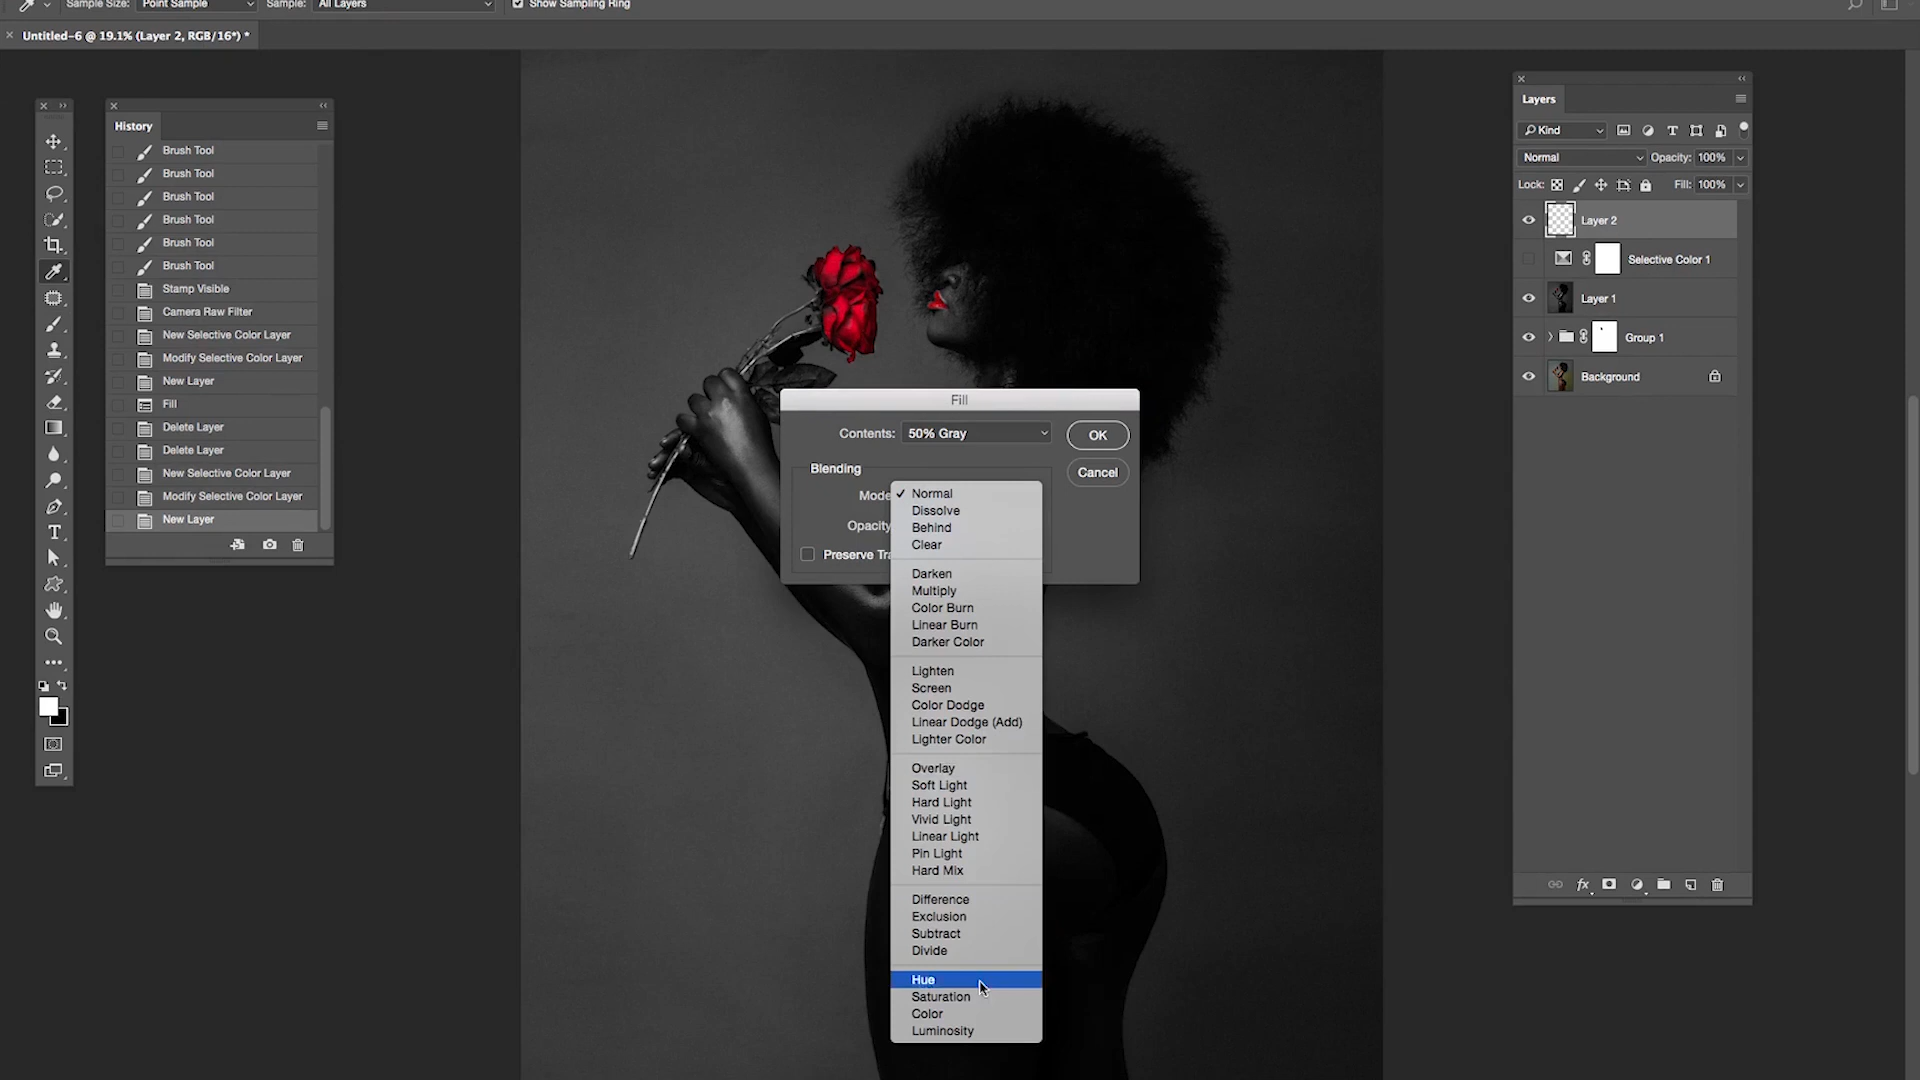 Sample Size: Point Sample Sample: All Layers Show Sampling Ring
Untitled-6 @ 19.1% (Layer 2, RGB/16*) *
History
Brush Tool
Brush Tool
Brush Tool
Brush Tool
Brush Tool
Brush Tool
Stamp Visible
Camera Raw Filter
New Selective Color Layer
Modify Selective Color Layer
New Layer
Fill
Delete Layer
Delete Layer
New Selective Color Layer
Modify Selective Color Layer
New Layer
Fill
Contents: 50% Gray
OK
Cancel
Blending
Mode
Opacity
Preserve Tra
Normal
Dissolve
Behind
Clear
Darken
Multiply
Color Burn
Linear Burn
Darker Color
Lighten
Screen
Color Dodge
Linear Dodge (Add)
Lighter Color
Overlay
Soft Light
Hard Light
Vivid Light
Linear Light
Pin Light
Hard Mix
Difference
Exclusion
Subtract
Divide
Hue
Saturation
Color
Luminosity
Layers
Kind
Normal Opacity: 100%
Lock: Fill: 100%
Layer 2
Selective Color 1
Layer 1
Group 1
Background